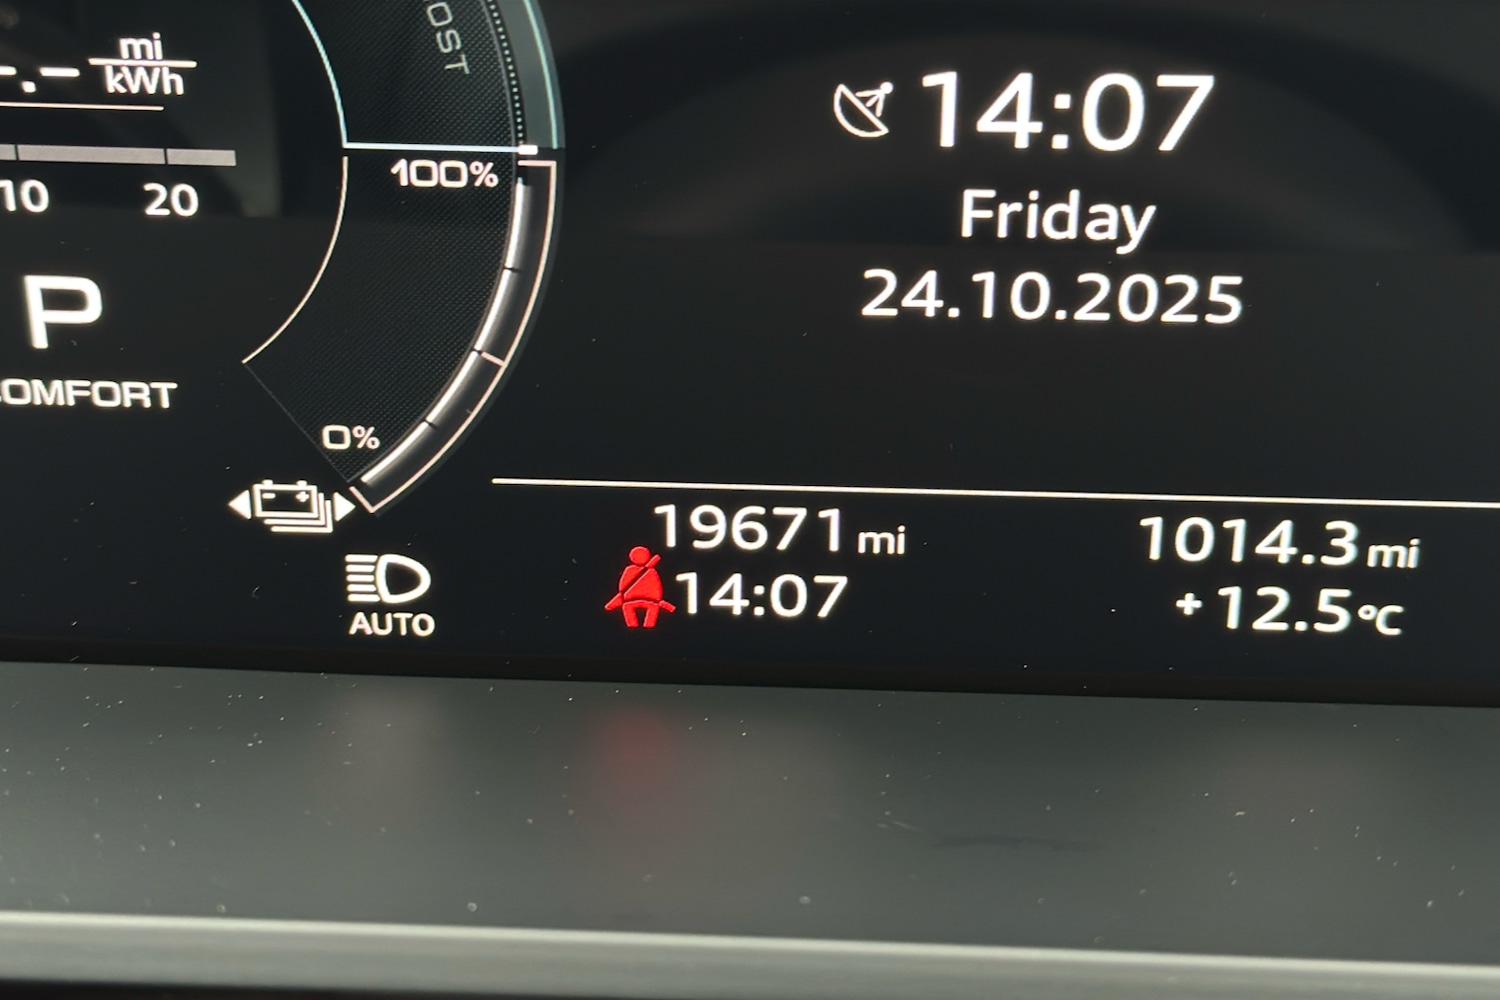 mi
kWh
OST
100%
10 20
P
COMFORT
0%
AUTO
14:07
Friday
24.10.2025
19671 mi
14:07
1014.3 mi
+12.5°C